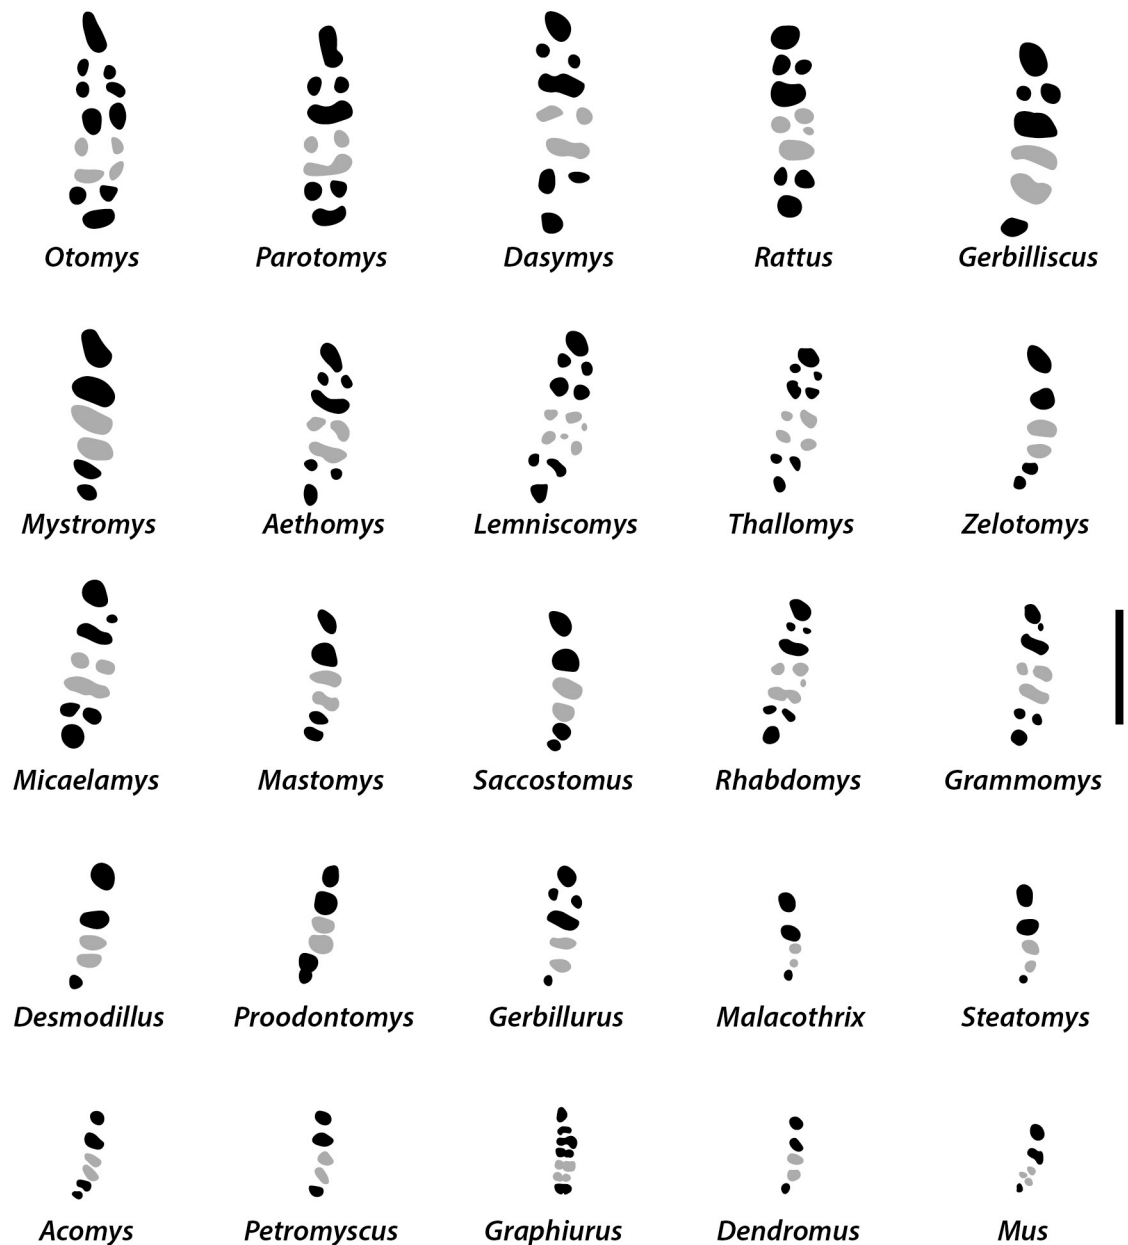 Otomys Parotomys Dasymys Rattus Gerbilliscus
Mystromys Aethomys Lemniscomys Thallomys Zelotomys
Micaelamys Mastomys Saccostomus Rhabdomys Grammomys
Desmodillus Proodontomys Gerbillurus Malacothrix Steatomys
Acomys Petromyscus Graphiurus Dendromus Mus